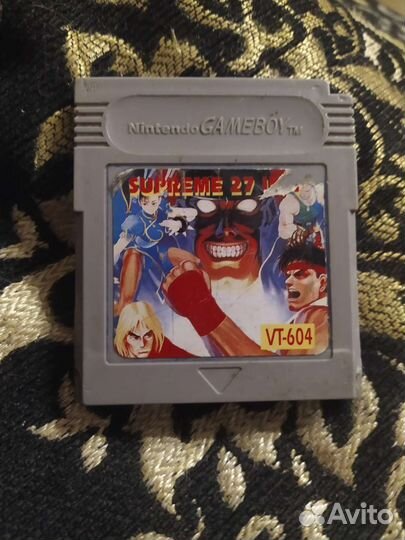 Nintendo GAMEBOY TM
SUPREME 27
VT-604
Avito